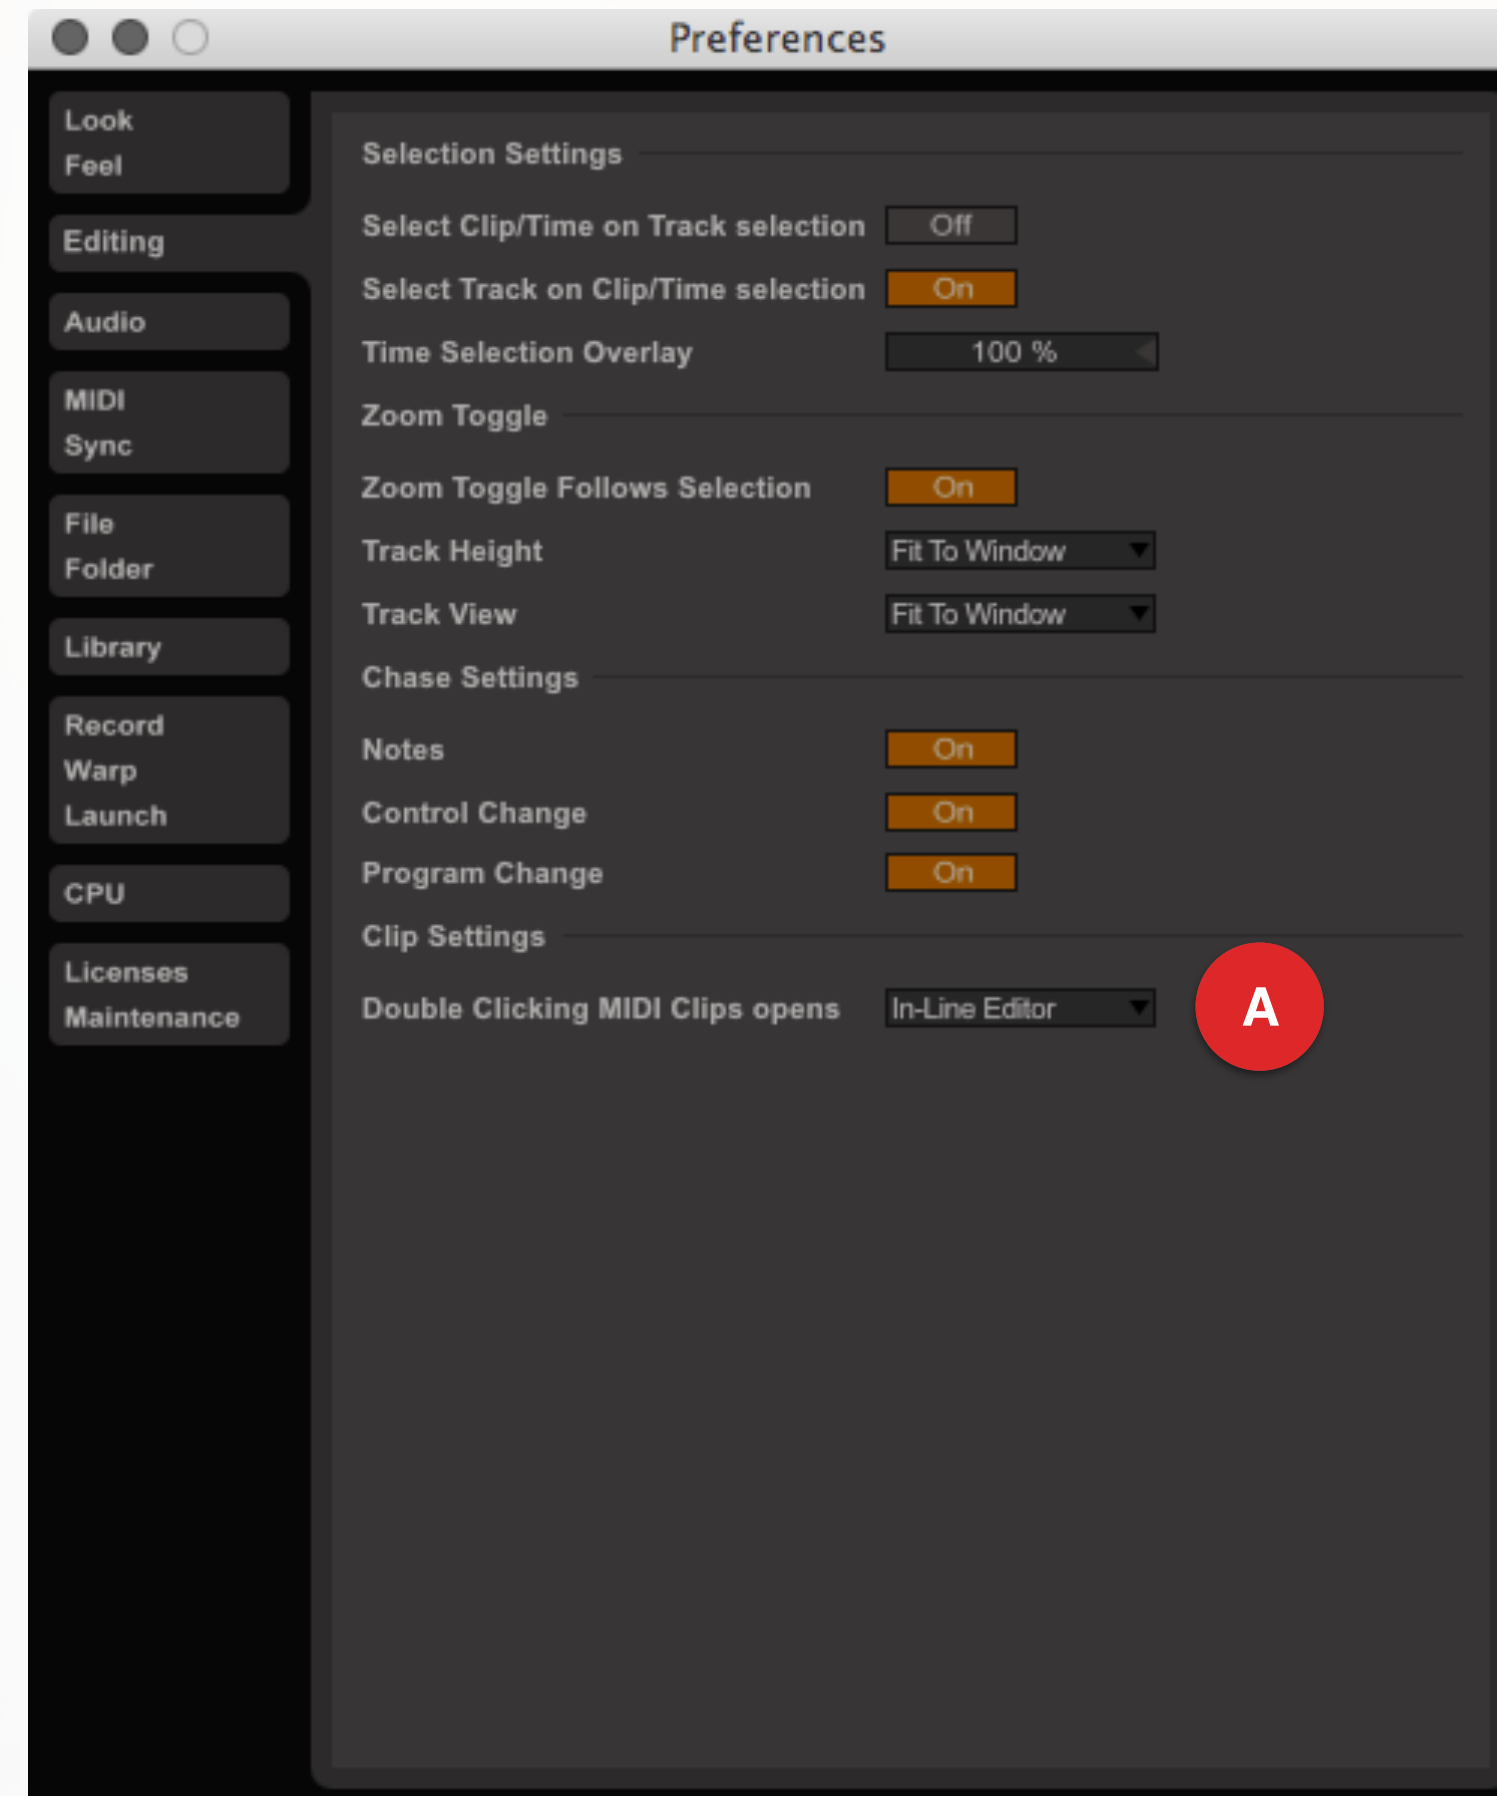 Preferences
Look
Feel
Editing
Audio
MIDI
Sync
File
Folder
Library
Record
Warp
Launch
CPU
Licenses
Maintenance
Selection Settings
Select Clip/Time on Track selection Off
Select Track on Clip/Time selection On
Time Selection Overlay 100 %
Zoom Toggle
Zoom Toggle Follows Selection On
Track Height Fit To Window
Track View Fit To Window
Chase Settings
Notes On
Control Change On
Program Change On
Clip Settings
Double Clicking MIDI Clips opens In-Line Editor A